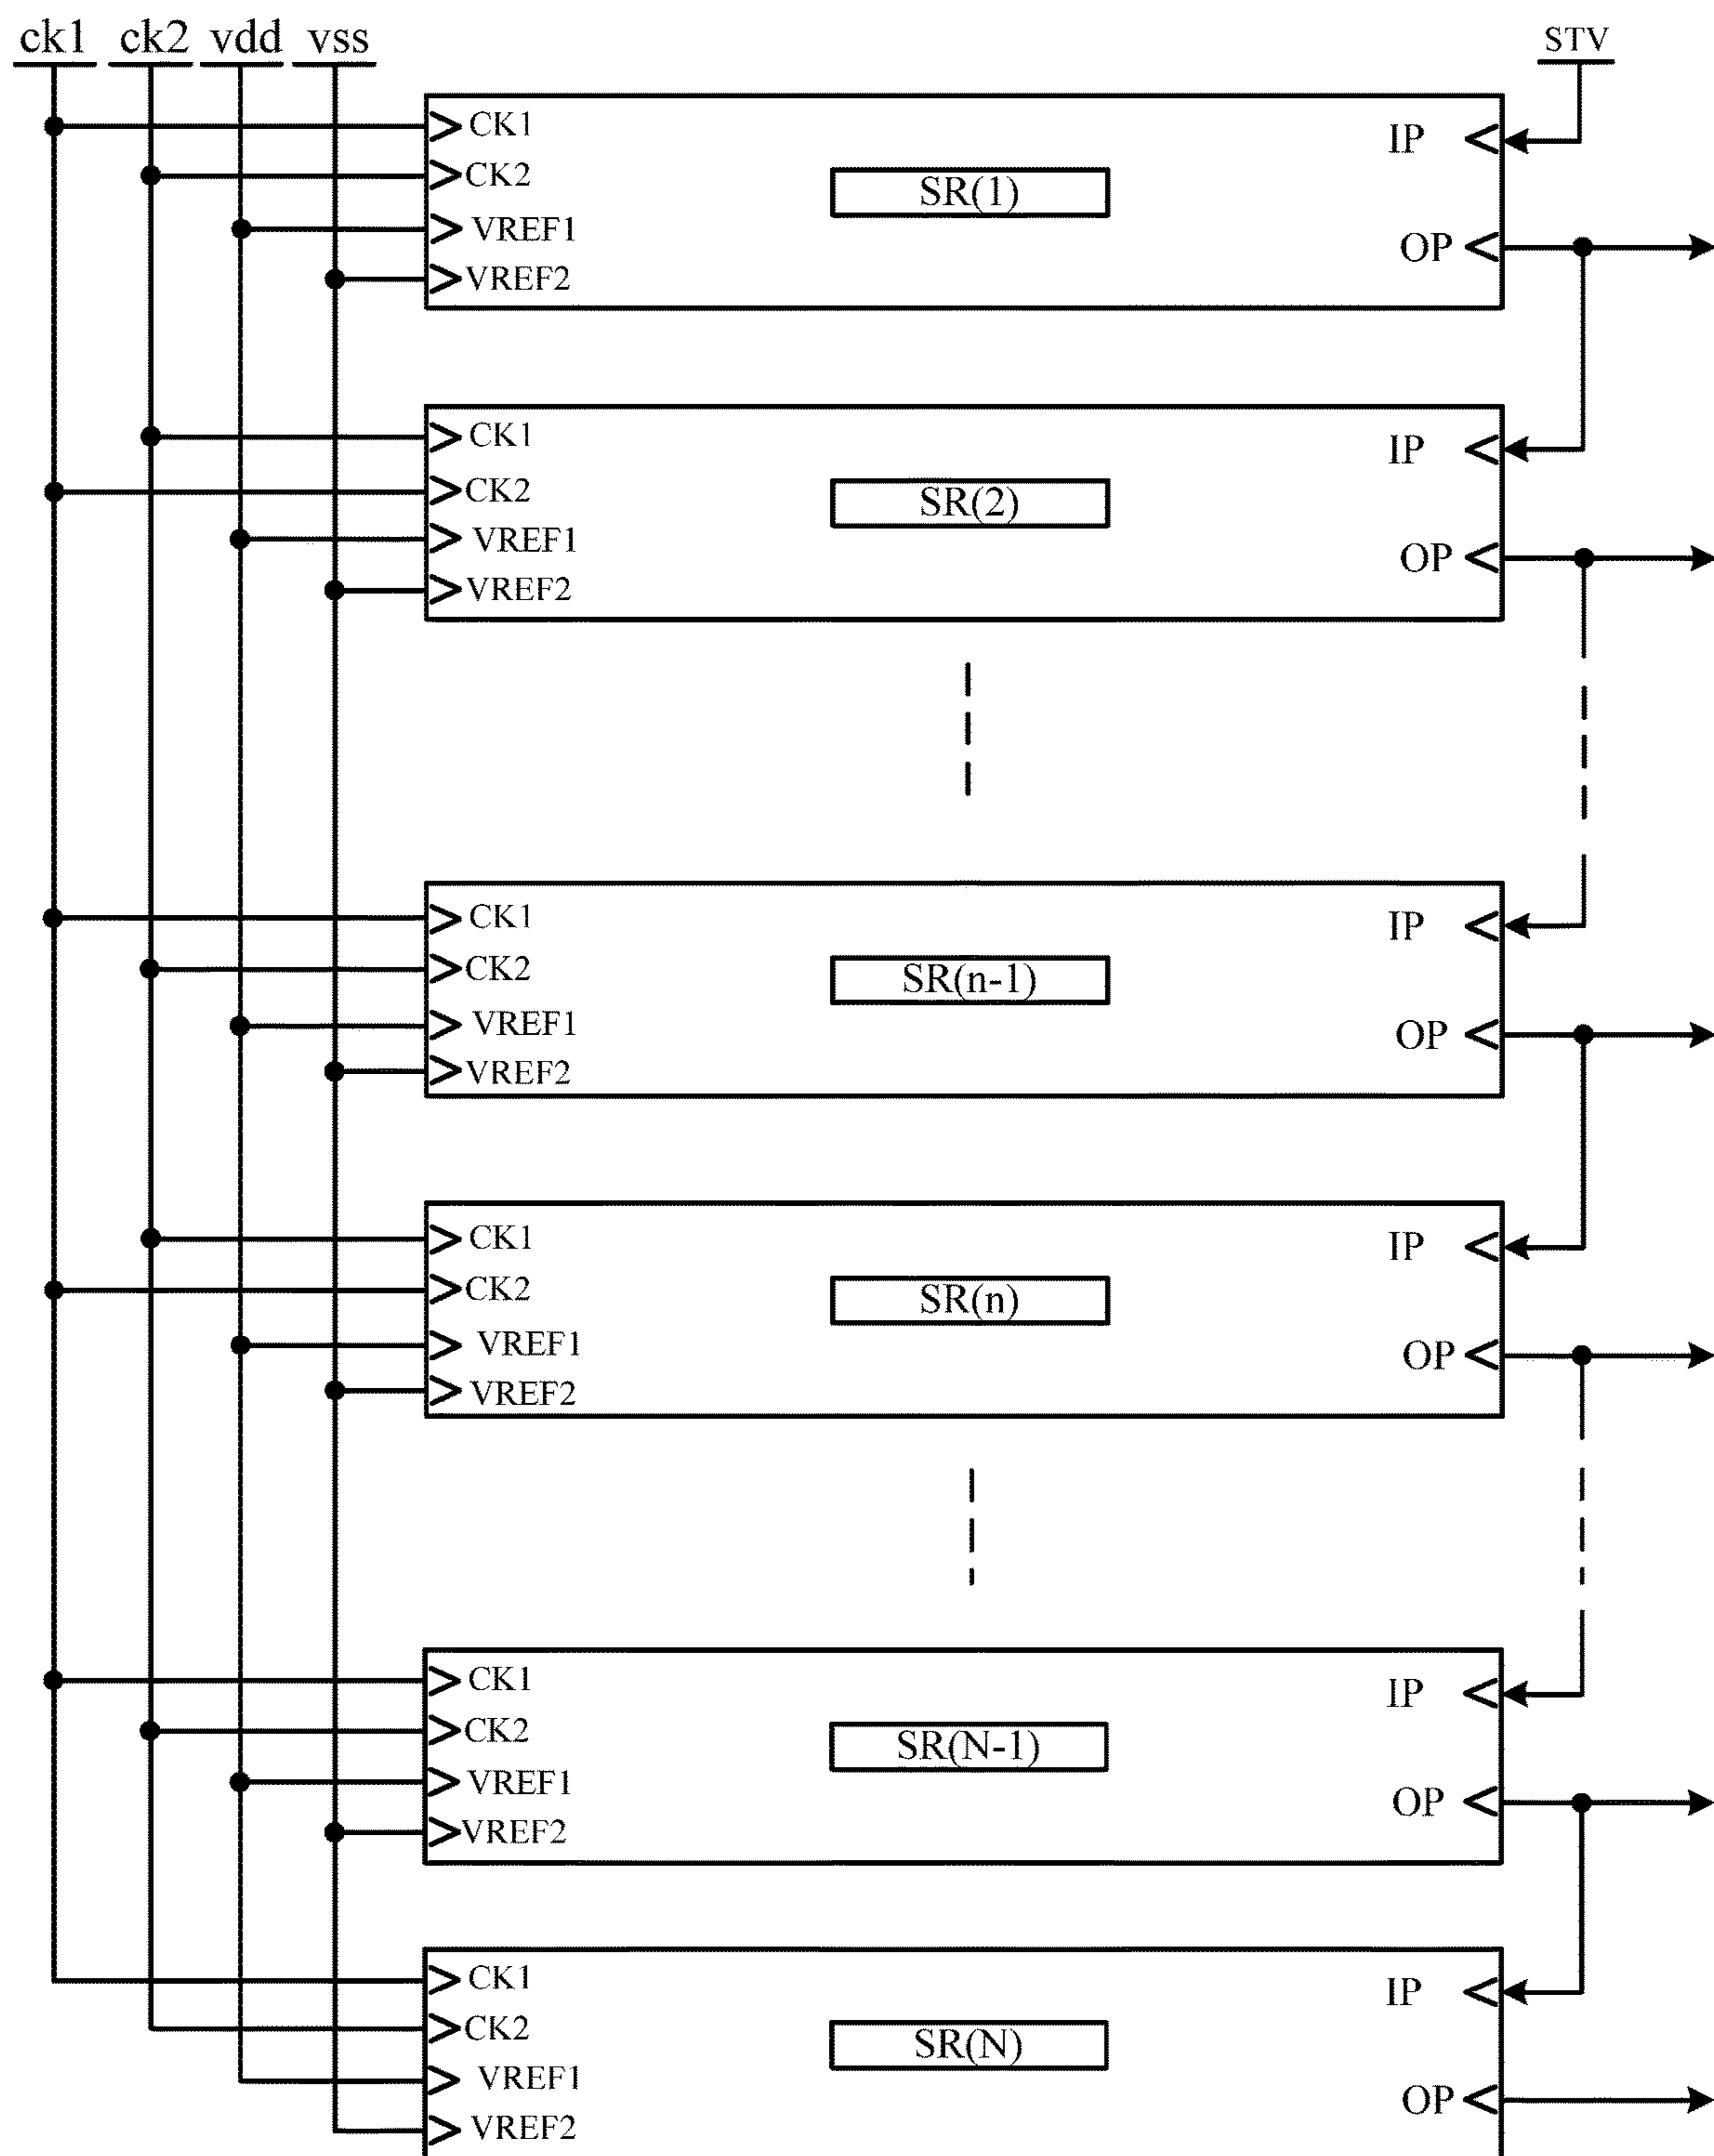 ck1 ck2 vdd vss STV
CK1 IP
CK2 SR(1)
VREF1 OP
VREF2
CK1 IP
CK2 SR(2)
VREF1 OP
VREF2
CK1 IP
CK2 SR(n-1)
VREF1 OP
VREF2
CK1 IP
CK2 SR(n)
VREF1 OP
VREF2
CK1 IP
CK2 SR(N-1)
VREF1 OP
VREF2
CK1 IP
CK2 SR(N)
VREF1 OP
VREF2